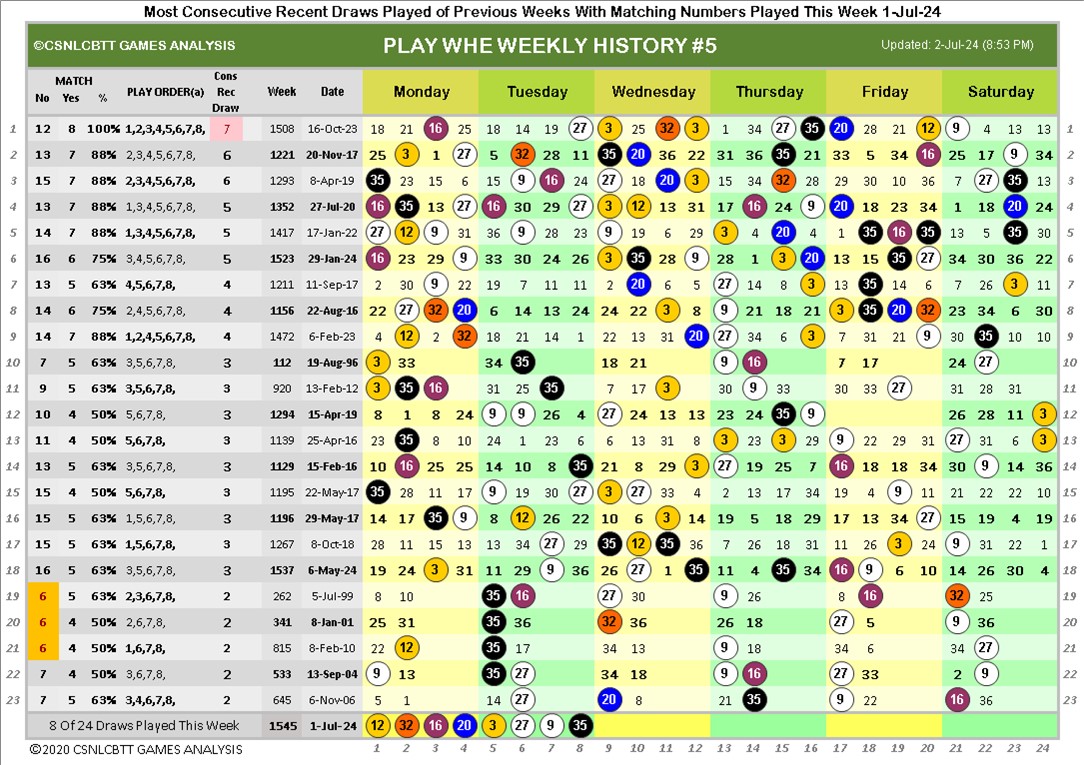 Most Consecutive Recent Draws Played of Previous Weeks With Matching Numbers Played This Week 1-Jul-24
©CSNLCBTT GAMES ANALYSIS PLAY WHE WEEKLY HISTORY #5 Updated: 2-Jul-24 (8:53 PM)
No MATCH Yes % PLAY ORDER(a) Cons Rec Draw Week Date Monday Tuesday Wednesday Thursday Friday Saturday
1 12 8 100% 1,2,3,4,5,6,7,8, 7 1508 16-Oct-23 18 21 16 25 18 14 19 27 3 25 32 3 1 34 27 35 20 28 21 12 9 4 13 13 1
2 13 7 88% 2,3,4,5,6,7,8, 6 1221 20-Nov-17 25 3 1 27 5 32 28 11 35 20 36 22 31 36 35 21 33 5 34 16 25 17 9 34 2
3 15 7 88% 2,3,4,5,6,7,8, 6 1293 8-Apr-19 35 23 15 6 15 9 16 24 27 18 20 3 15 34 32 28 29 30 10 36 7 27 35 13 3
4 13 7 88% 1,3,4,5,6,7,8, 5 1352 27-Jul-20 16 35 13 27 16 30 29 27 3 12 13 31 17 16 24 9 20 18 23 34 1 18 20 24 4
5 14 7 88% 1,3,4,5,6,7,8, 5 1417 17-Jan-22 27 12 9 31 36 9 28 23 9 19 6 29 3 4 20 4 1 35 16 35 13 5 35 30 5
6 16 6 75% 3,4,5,6,7,8, 5 1523 29-Jan-24 16 23 29 9 33 30 24 26 3 35 28 9 28 1 3 20 13 15 35 27 34 30 36 22 6
7 13 5 63% 4,5,6,7,8, 4 1211 11-Sep-17 2 30 9 22 19 7 11 11 2 20 6 5 27 14 8 3 13 35 14 6 7 26 3 11 7
8 14 6 75% 2,4,5,6,7,8, 4 1156 22-Aug-16 22 27 32 20 6 14 13 24 24 22 3 8 9 21 18 21 3 35 20 32 23 34 6 30 8
9 14 7 88% 1,2,4,5,6,7,8, 4 1472 6-Feb-23 4 12 2 32 18 21 14 1 22 13 31 20 27 34 4 3 7 31 21 9 30 35 10 2 9
10 7 5 63% 3,5,6,7,8, 3 112 19-Aug-96 3 33 34 35 18 21 9 16 7 17 24 27 10
11 9 5 63% 3,5,6,7,8, 3 920 13-Feb-12 3 35 16 31 25 35 7 17 3 30 9 33 30 33 27 31 28 31 11
12 10 4 50% 5,6,7,8, 3 1294 15-Apr-19 8 1 8 24 9 9 26 4 27 24 13 13 23 24 35 9 26 28 11 3 12
13 11 4 50% 5,6,7,8, 3 1139 25-Apr-16 23 35 8 10 24 1 23 6 6 13 31 8 3 23 3 29 9 22 29 31 27 31 6 3 13
14 13 5 63% 3,5,6,7,8, 3 1129 15-Feb-16 10 16 25 25 14 10 8 35 21 8 29 3 27 19 25 7 16 18 18 34 30 9 14 36 14
15 15 4 50% 5,6,7,8, 3 1195 22-May-17 35 28 11 17 9 19 30 27 3 27 33 4 2 13 17 34 19 4 9 11 21 22 22 10 15
16 15 5 63% 1,5,6,7,8, 3 1196 29-May-17 14 17 35 9 8 12 26 22 10 6 3 14 19 5 18 29 17 13 34 27 15 19 4 19 16
17 15 5 63% 1,5,6,7,8, 3 1267 8-Oct-18 28 11 15 13 13 34 27 29 35 12 35 36 7 26 18 31 11 26 3 24 9 31 22 1 17
18 16 5 63% 3,5,6,7,8, 3 1537 6-May-24 19 24 3 31 11 29 9 36 26 27 1 35 11 4 35 34 16 9 6 10 14 26 30 4 18
19 6 5 63% 2,3,6,7,8, 2 262 5-Jul-99 8 10 35 16 27 30 9 26 8 16 32 25 19
20 6 4 50% 2,6,7,8, 2 341 8-Jan-01 25 31 35 36 32 36 26 18 27 5 9 36 20
21 6 4 50% 1,6,7,8, 2 815 8-Feb-10 22 12 35 17 34 13 9 18 34 6 34 27 21
22 7 4 50% 3,6,7,8, 2 533 13-Sep-04 9 13 35 27 34 18 9 16 27 33 2 9 22
23 7 5 63% 3,4,6,7,8, 2 645 6-Nov-06 5 1 14 27 20 8 21 35 9 22 16 36 23
8 Of 24 Draws Played This Week 1545 1-Jul-24 12 32 16 20 3 27 9 35
©2020 CSNLCBTT GAMES ANALYSIS 1 2 3 4 5 6 7 8 9 10 11 12 13 14 15 16 17 18 19 20 21 22 23 24